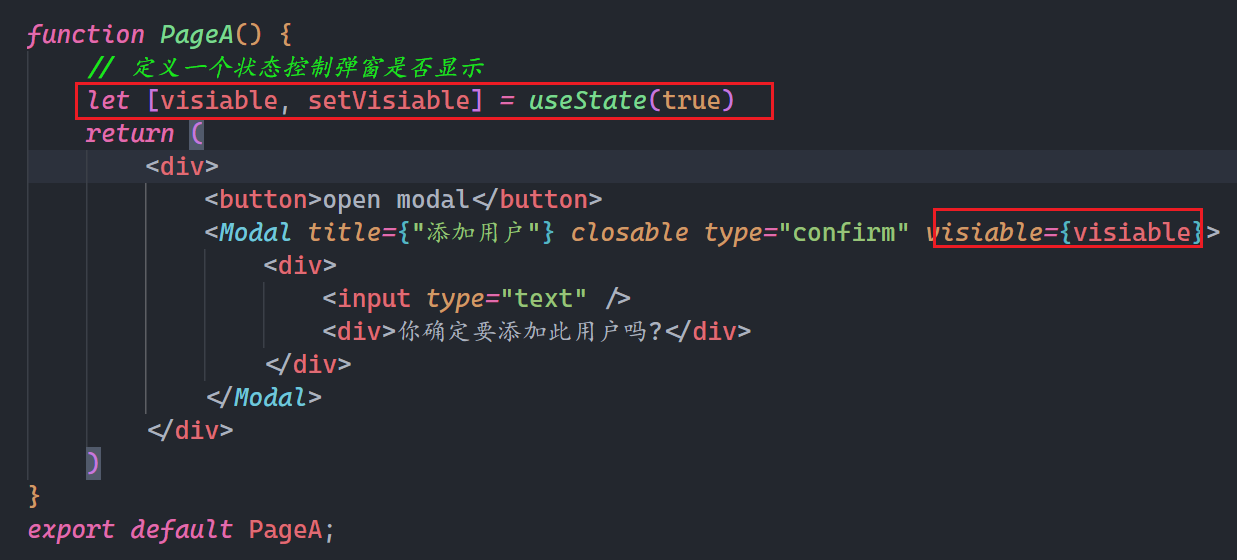 function PageA() {
// 定义一个状态控制弹窗是否显示
let [visiable, setVisiable] = useState(true)
return (
<div>
<button>open modal</button>
<Modal title={"添加用户"} closable type="confirm" visiable={visiable}>
<div>
<input type="text" />
<div>你确定要添加此用户吗?</div>
</div>
</Modal>
</div>
)
}
export default PageA;